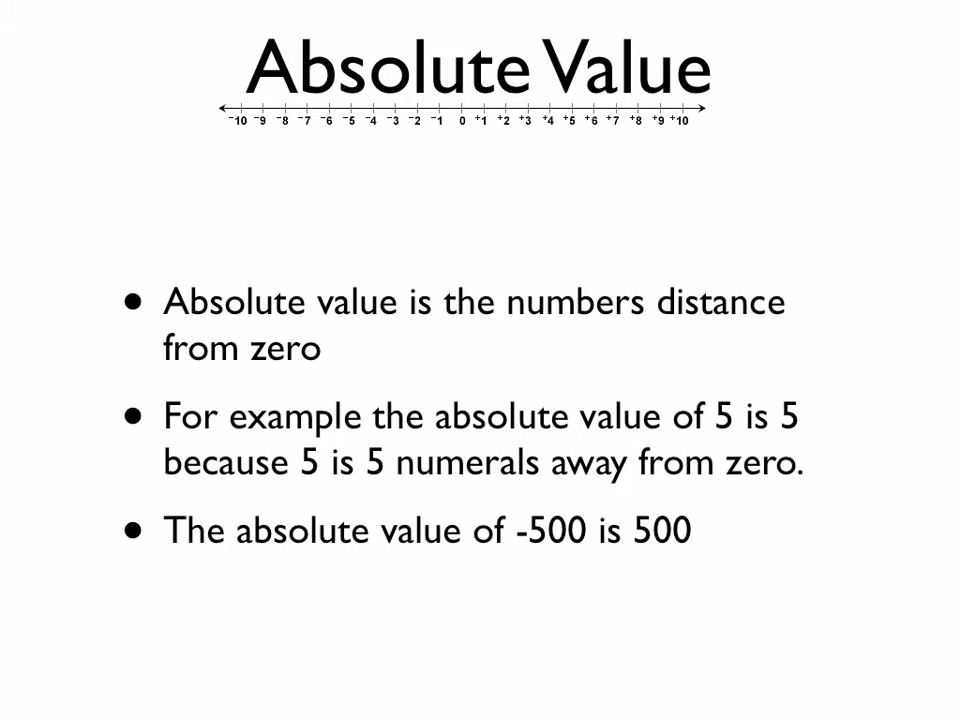 Absolute Value
−10 −9 −8 −7 −6 −5 −4 −3 −2 −1 0 +1 +2 +3 +4 +5 +6 +7 +8 +9 +10
• Absolute value is the numbers distance
from zero
• For example the absolute value of 5 is 5
because 5 is 5 numerals away from zero.
• The absolute value of -500 is 500